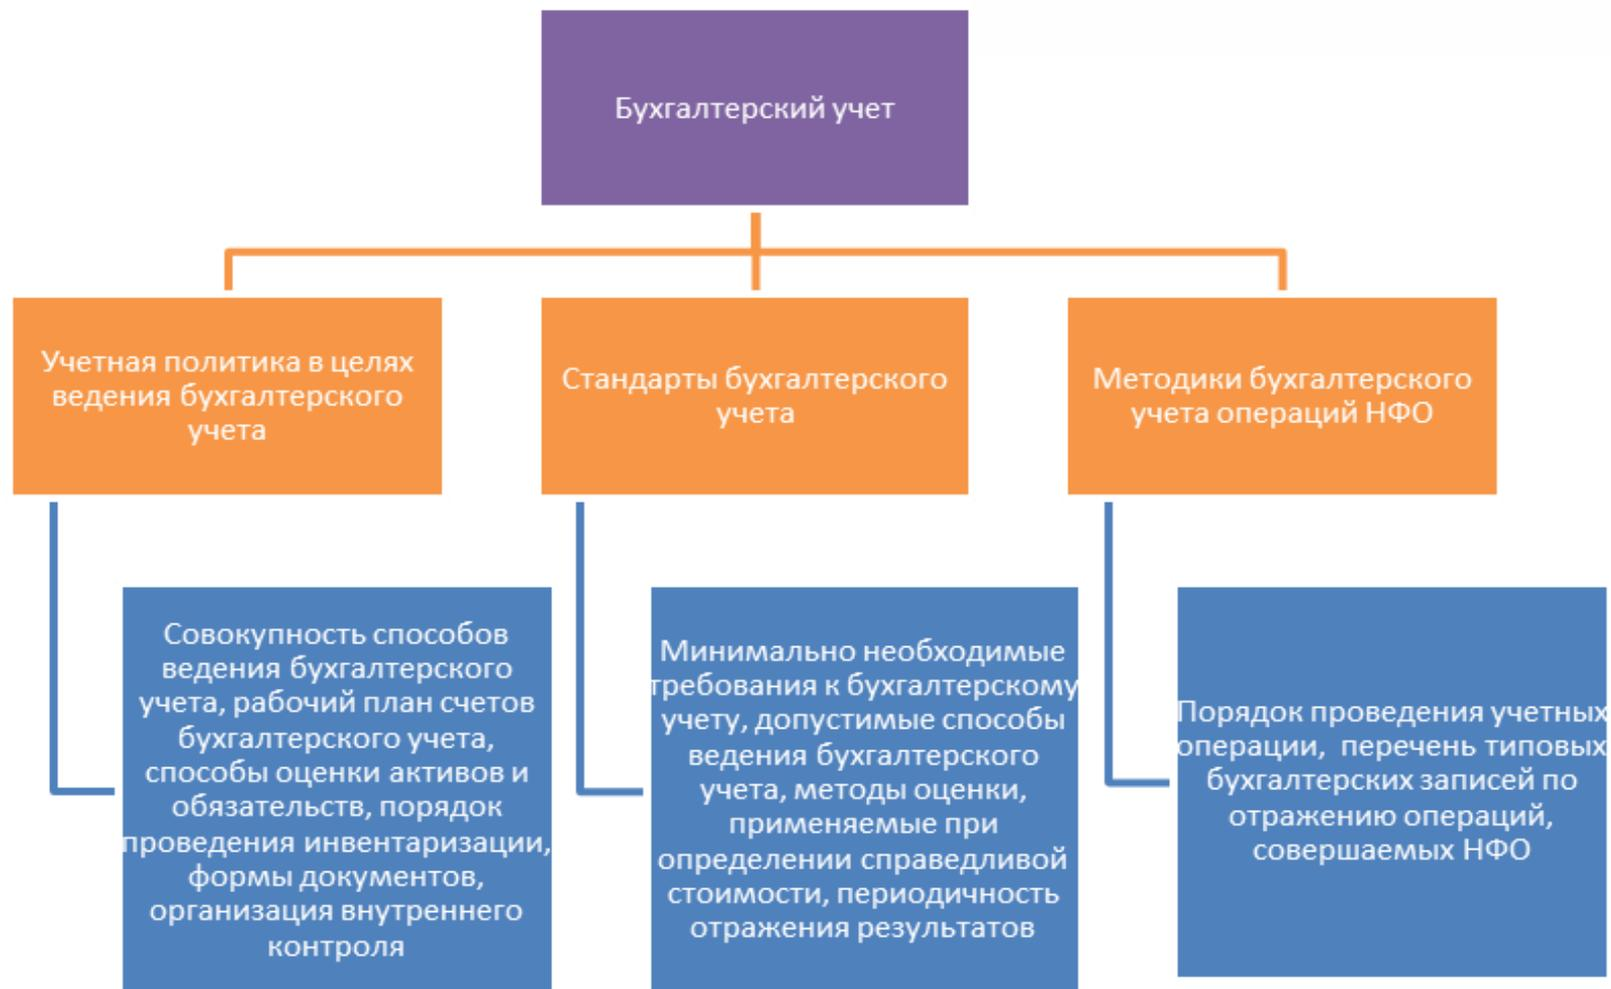 Бухгалтерский учет
Учетная политика в целях
ведения бухгалтерского
учета
Стандарты бухгалтерского
учета
Методики бухгалтерского
учета операций НФО
Совокупность способов
ведения бухгалтерского
учета, рабочий план счетов
бухгалтерского учета,
способы оценки активов и
обязательств, порядок
проведения инвентаризации,
формы документов,
организация внутреннего
контроля
Минимально необходимые
требования к бухгалтерскому
учету, допустимые способы
ведения бухгалтерского
учета, методы оценки,
применяемые при
определении справедливой
стоимости, периодичность
отражения результатов
Порядок проведения учетных
операции, перечень типовых
бухгалтерских записей по
отражению операций,
совершаемых НФО